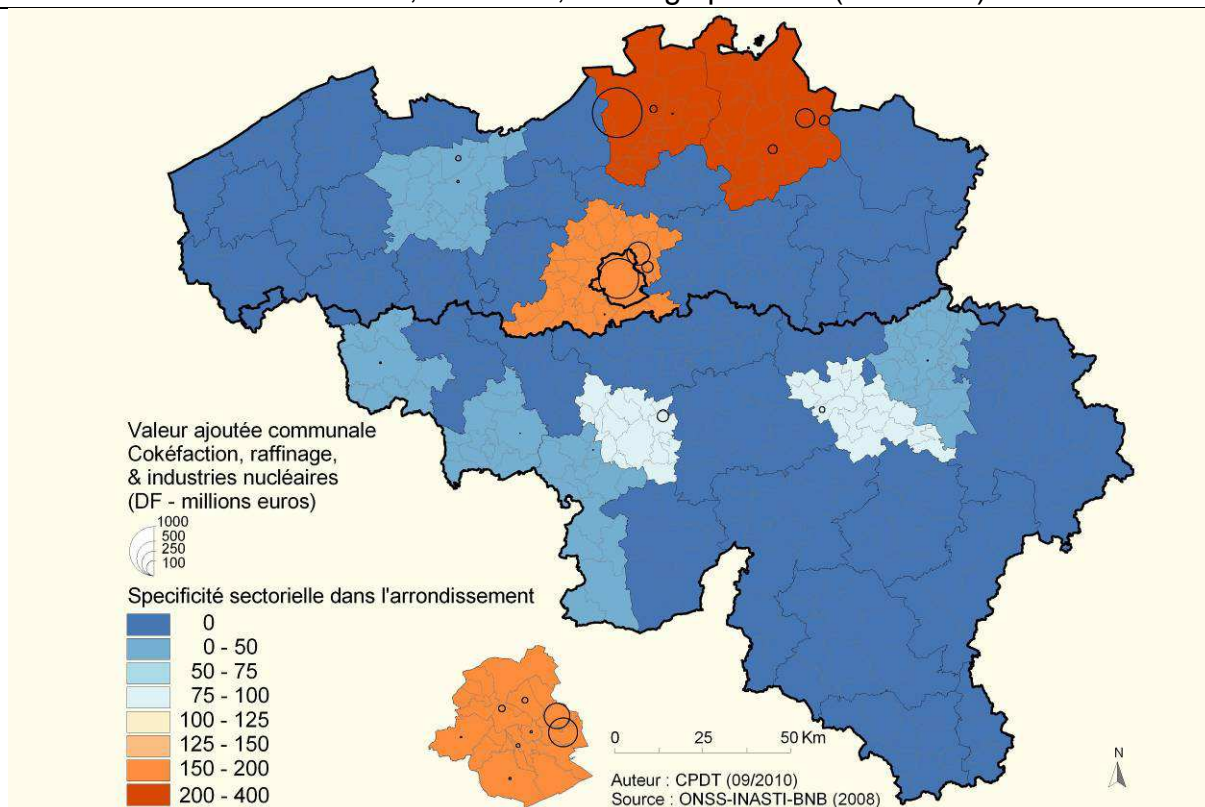 Valeur ajoutée communale
Cokéfaction, raffinage,
& industries nucléaires
(DF - millions euros)
1000
500
250
100
Specificité sectorielle dans l'arrondissement
0
0 - 50
50 - 75
75 - 100
100 - 125
125 - 150
150 - 200
200 - 400
0 25 50 Km
Auteur : CPDT (09/2010)
Source : ONSS-INASTI-BNB (2008)
N